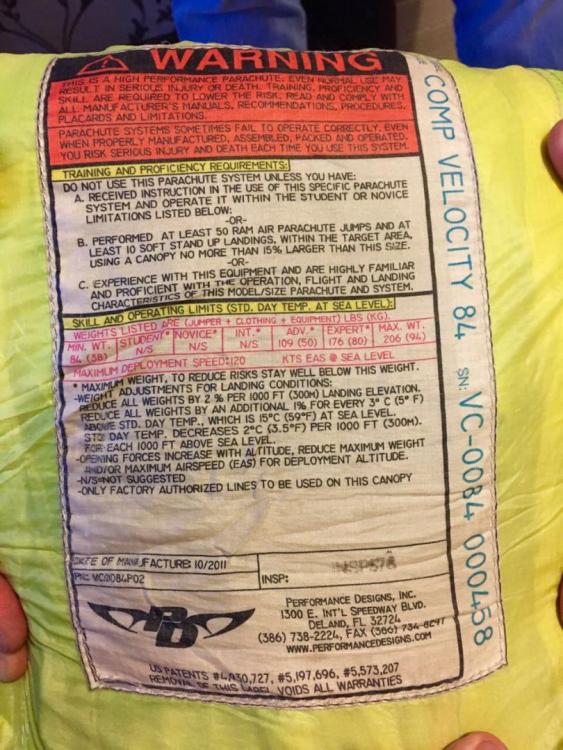 WARNING
THIS IS A HIGH PERFORMANCE PARACHUTE. EVEN NORMAL USE MAY
RESULT IN SERIOUS INJURY OR DEATH. TRAINING, PROFICIENCY AND
SKILL ARE REQUIRED TO LOWER THE RISK. READ AND COMPLY WITH
ALL MANUFACTURER'S MANUALS, RECOMMENDATIONS, PROCEDURES,
PLACARDS AND LIMITATIONS.
PARACHUTE SYSTEMS SOMETIMES FAIL TO OPERATE CORRECTLY, EVEN
WHEN PROPERLY MANUFACTURED, ASSEMBLED, PACKED AND OPERATED.
YOU RISK SERIOUS INJURY AND DEATH EACH TIME YOU USE THIS SYSTEM.
TRAINING AND PROFICIENCY REQUIREMENTS:
DO NOT USE THIS PARACHUTE SYSTEM UNLESS YOU HAVE:
A. RECEIVED INSTRUCTION IN THE USE OF THIS SPECIFIC PARACHUTE
SYSTEM AND OPERATE IT WITHIN THE STUDENT OR NOVICE
LIMITATIONS LISTED BELOW:
-OR-
B. PERFORMED AT LEAST 50 RAM AIR PARACHUTE JUMPS AND AT
LEAST 10 SOFT STAND UP LANDINGS, WITHIN THE TARGET AREA,
USING A CANOPY NO MORE THAN 15% LARGER THAN THIS SIZE.
-OR-
C. EXPERIENCE WITH THIS EQUIPMENT AND ARE HIGHLY FAMILIAR
AND PROFICIENT WITH THE OPERATION, FLIGHT AND LANDING
CHARACTERISTICS OF THIS MODEL/SIZE PARACHUTE AND SYSTEM.
SKILL AND OPERATING LIMITS (STD. DAY TEMP. AT SEA LEVEL):
WEIGHTS LISTED ARE (JUMPER + CLOTHING + EQUIPMENT) LBS (KG).
MIN. WT. STUDENT* NOVICE* INT.* ADV.* EXPERT* MAX. WT.
84 (38) N/S N/S N/S 109 (50) 176 (80) 206 (94)
MAXIMUM DEPLOYMENT SPEED:120 KTS EAS @ SEA LEVEL
* MAXIMUM WEIGHT, TO REDUCE RISKS STAY WELL BELOW THIS WEIGHT.
-WEIGHT ADJUSTMENTS FOR LANDING CONDITIONS:
REDUCE ALL WEIGHTS BY 2 % PER 1000 FT (300M) LANDING ELEVATION.
REDUCE ALL WEIGHTS BY AN ADDITIONAL 1% FOR EVERY 3° C (5° F)
ABOVE STD. DAY TEMP., WHICH IS 15°C (59°F) AT SEA LEVEL.
STD DAY TEMP. DECREASES 2°C (3.5°F) PER 1000 FT (300M).
FOR EACH 1000 FT ABOVE SEA LEVEL.
-OPENING FORCES INCREASE WITH ALTITUDE, REDUCE MAXIMUM WEIGHT
AND/OR MAXIMUM AIRSPEED (EAS) FOR DEPLOYMENT ALTITUDE.
-N/S=NOT SUGGESTED
-ONLY FACTORY AUTHORIZED LINES TO BE USED ON THIS CANOPY
DATE OF MANUFACTURE: 10/2011
PN: VC0084P02
INSP:
PD
PERFORMANCE DESIGNS, INC.
1300 E. INT'L SPEEDWAY BLVD.
DELAND, FL 32724
(386) 738-2224, FAX (386) 734-8297
WWW.PERFORMANCEDESIGNS.COM
US PATENTS #4,930,727, #5,197,696, #5,573,207
REMOVAL OF THIS LABEL VOIDS ALL WARRANTIES
COMP VELOCITY 84 SN: VC-0084 000458